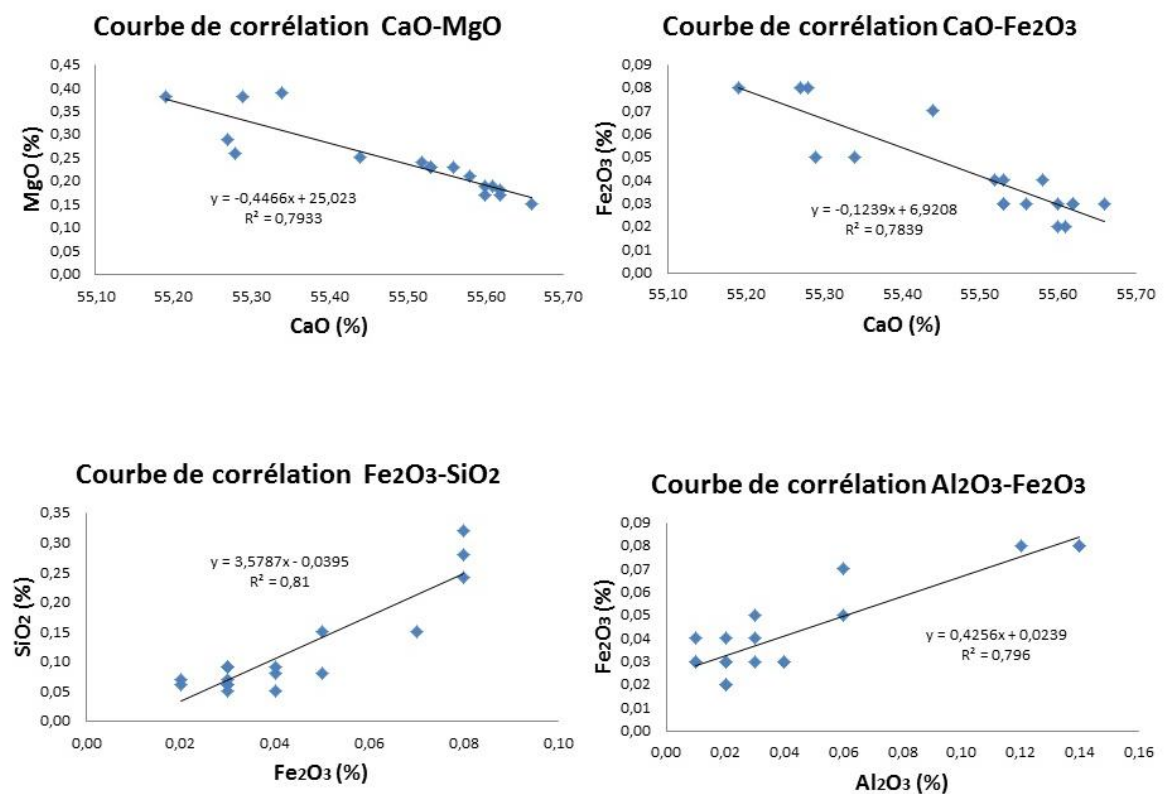 Courbe de corrélation CaO-MgO
0,45
0,40
0,35
0,30
0,25
0,20
0,15
0,10
0,05
0,00
MgO (%)
y = -0,4466x + 25,023
R² = 0,7933
55,10 55,20 55,30 55,40 55,50 55,60 55,70
CaO (%)
Courbe de corrélation CaO-Fe2O3
0,09
0,08
0,07
0,06
0,05
0,04
0,03
0,02
0,01
0,00
Fe2O3 (%)
y = -0,1239x + 6,9208
R² = 0,7839
55,10 55,20 55,30 55,40 55,50 55,60 55,70
CaO (%)
Courbe de corrélation Fe2O3-SiO2
0,35
0,30
0,25
0,20
0,15
0,10
0,05
0,00
SiO2 (%)
y = 3,5787x - 0,0395
R² = 0,81
0,00 0,02 0,04 0,06 0,08 0,10
Fe2O3 (%)
Courbe de corrélation Al2O3-Fe2O3
0,09
0,08
0,07
0,06
0,05
0,04
0,03
0,02
0,01
0,00
Fe2O3 (%)
y = 0,4256x + 0,0239
R² = 0,796
0,00 0,02 0,04 0,06 0,08 0,10 0,12 0,14 0,16
Al2O3 (%)